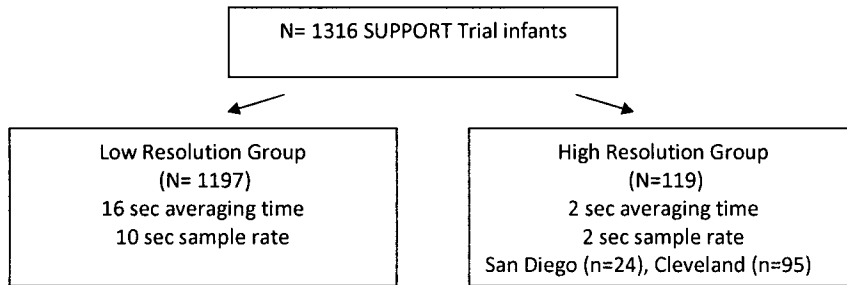 N= 1316 SUPPORT Trial infants
Low Resolution Group
(N= 1197)
16 sec averaging time
10 sec sample rate
High Resolution Group
(N=119)
2 sec averaging time
2 sec sample rate
San Diego (n=24), Cleveland (n=95)